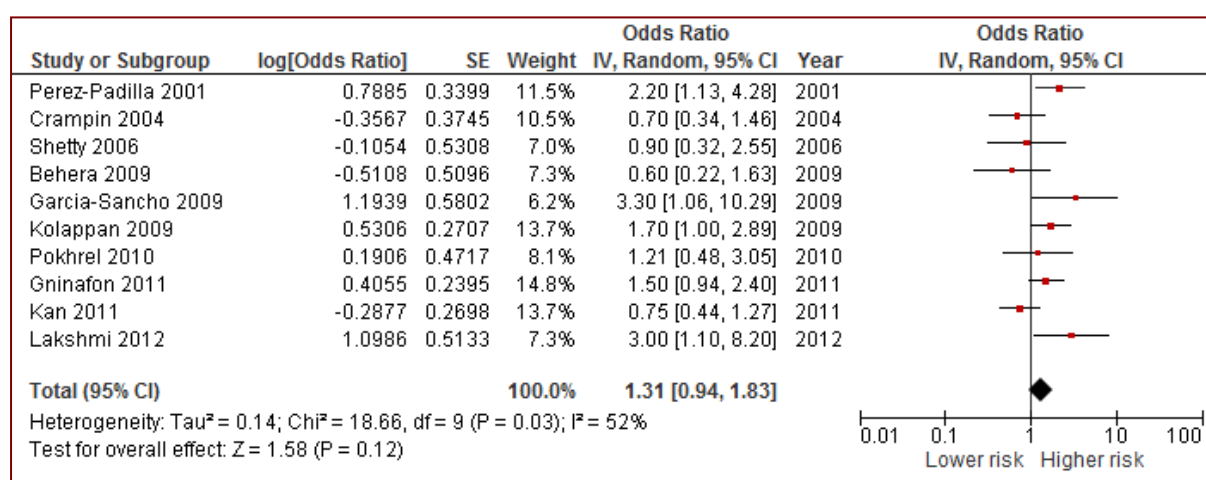 Odds Ratio Odds Ratio
Study or Subgroup log[Odds Ratio] SE Weight IV, Random, 95% CI Year IV, Random, 95% CI
Perez-Padilla 2001 0.7885 0.3399 11.5% 2.20 [1.13, 4.28] 2001
Crampin 2004 -0.3567 0.3745 10.5% 0.70 [0.34, 1.46] 2004
Shetty 2006 -0.1054 0.5308 7.0% 0.90 [0.32, 2.55] 2006
Behera 2009 -0.5108 0.5096 7.3% 0.60 [0.22, 1.63] 2009
Garcia-Sancho 2009 1.1939 0.5802 6.2% 3.30 [1.06, 10.29] 2009
Kolappan 2009 0.5306 0.2707 13.7% 1.70 [1.00, 2.89] 2009
Pokhrel 2010 0.1906 0.4717 8.1% 1.21 [0.48, 3.05] 2010
Gninafon 2011 0.4055 0.2395 14.8% 1.50 [0.94, 2.40] 2011
Kan 2011 -0.2877 0.2698 13.7% 0.75 [0.44, 1.27] 2011
Lakshmi 2012 1.0986 0.5133 7.3% 3.00 [1.10, 8.20] 2012
Total (95% CI) 100.0% 1.31 [0.94, 1.83]
Heterogeneity: Tau² = 0.14; Chi² = 18.66, df = 9 (P = 0.03); I² = 52%
Test for overall effect: Z = 1.58 (P = 0.12)
0.01 0.1 1 10 100
Lower risk Higher risk